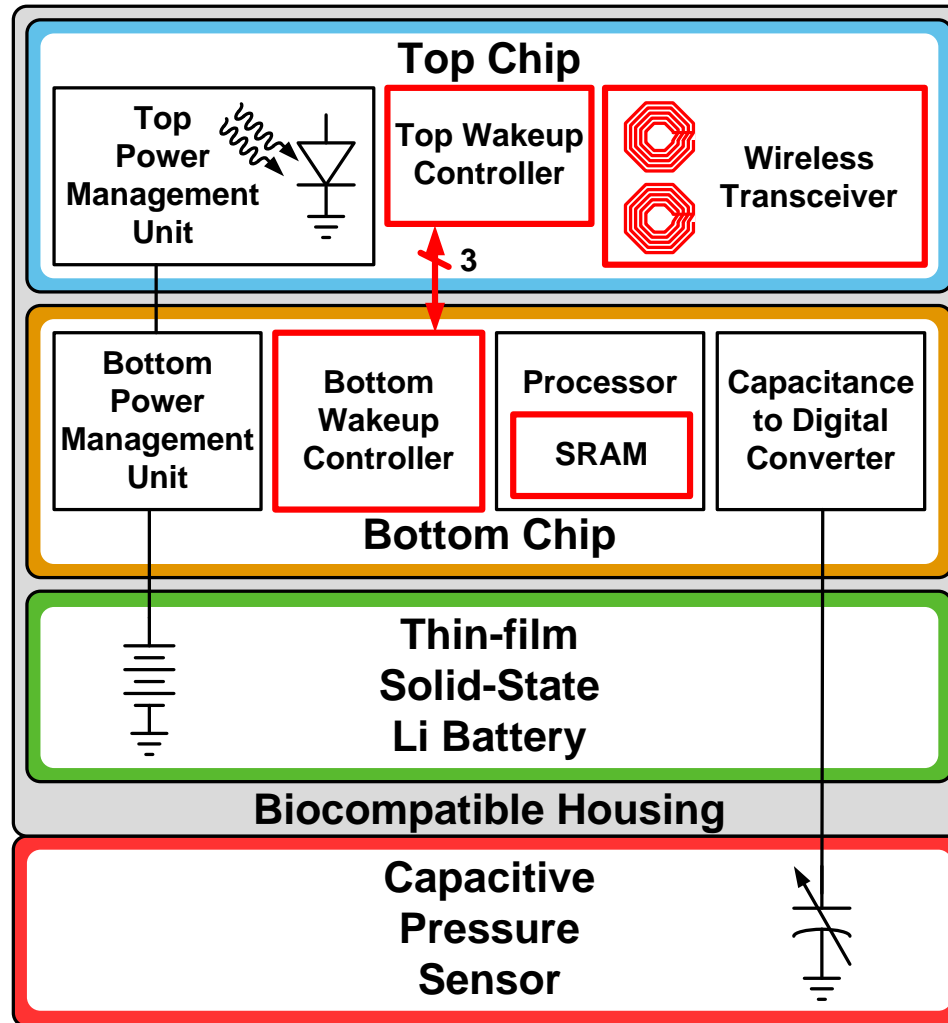 Top Chip
Top
Power
Management
Unit
Top Wakeup
Controller
Wireless
Transceiver
3
Bottom
Power
Management
Unit
Bottom
Wakeup
Controller
Processor
SRAM
Capacitance
to Digital
Converter
Bottom Chip
Thin-film
Solid-State
Li Battery
Biocompatible Housing
Capacitive
Pressure
Sensor